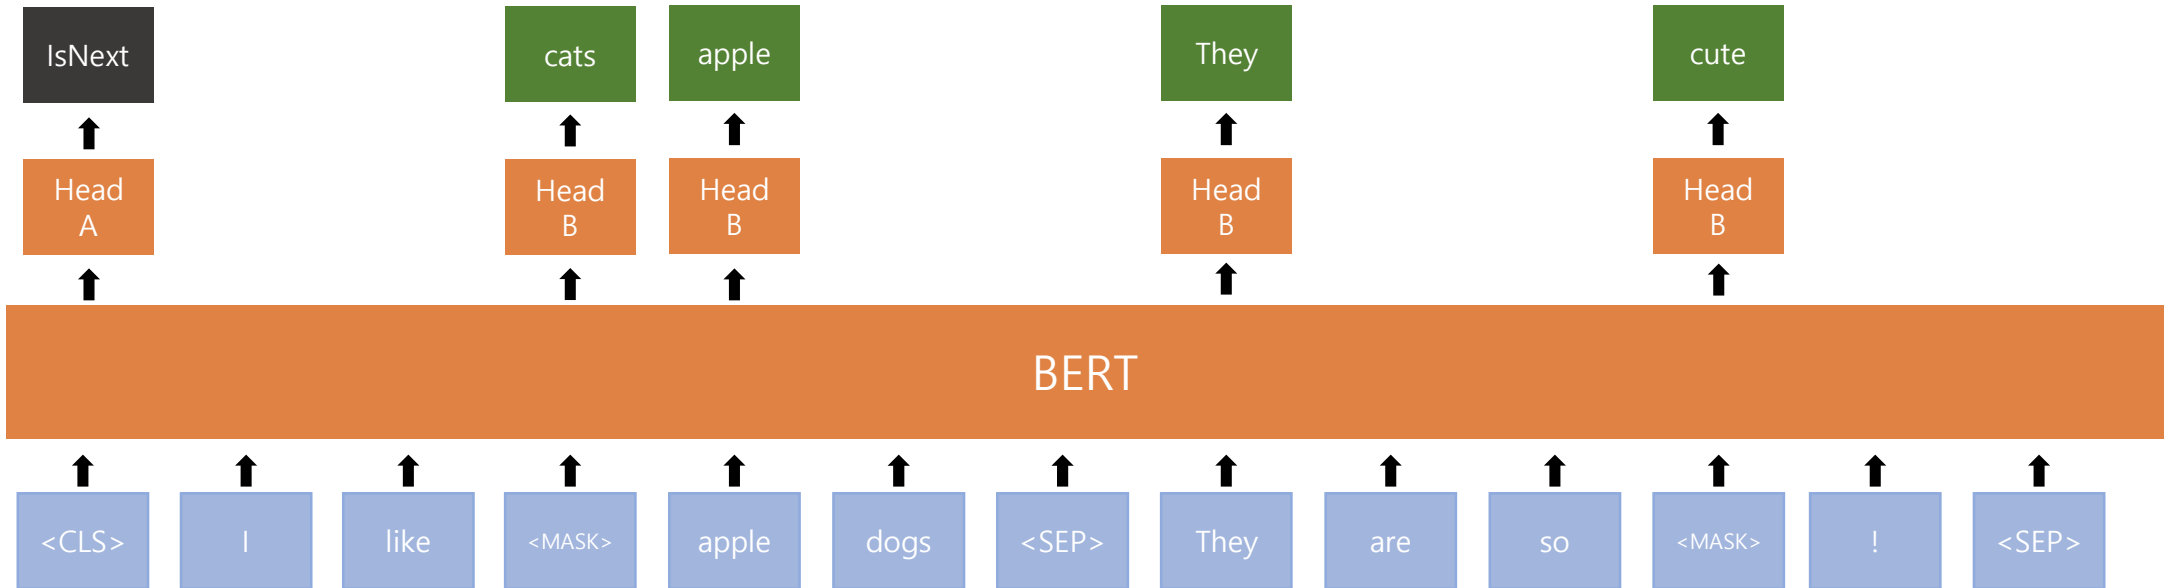 IsNext
cats
apple
They
cute
Head
A
Head
B
Head
B
Head
B
Head
B
BERT
<CLS>
I
like
<MASK>
apple
dogs
<SEP>
They
are
so
<MASK>
!
<SEP>